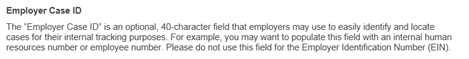 Employer Case ID
The "Employer Case ID" is an optional, 40-character field that employers may use to easily identify and locate
cases for their internal tracking purposes. For example, you may want to populate this field with an internal human
resources number or employee number. Please do not use this field for the Employer Identification Number (EIN).